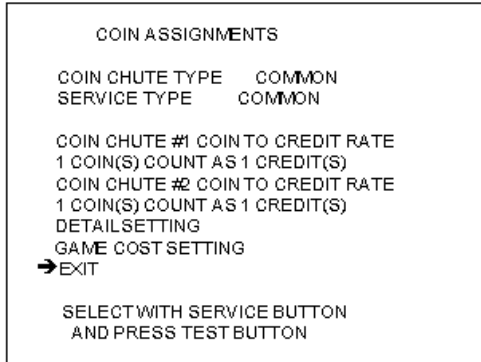 COIN ASSIGNMENTS
COIN CHUTE TYPE COMMON
SERVICE TYPE COMMON
COIN CHUTE #1 COIN TO CREDIT RATE
1 COIN(S) COUNT AS 1 CREDIT(S)
COIN CHUTE #2 COIN TO CREDIT RATE
1 COIN(S) COUNT AS 1 CREDIT(S)
DETAIL SETTING
GAME COST SETTING
➔EXIT
SELECT WITH SERVICE BUTTON
AND PRESS TEST BUTTON